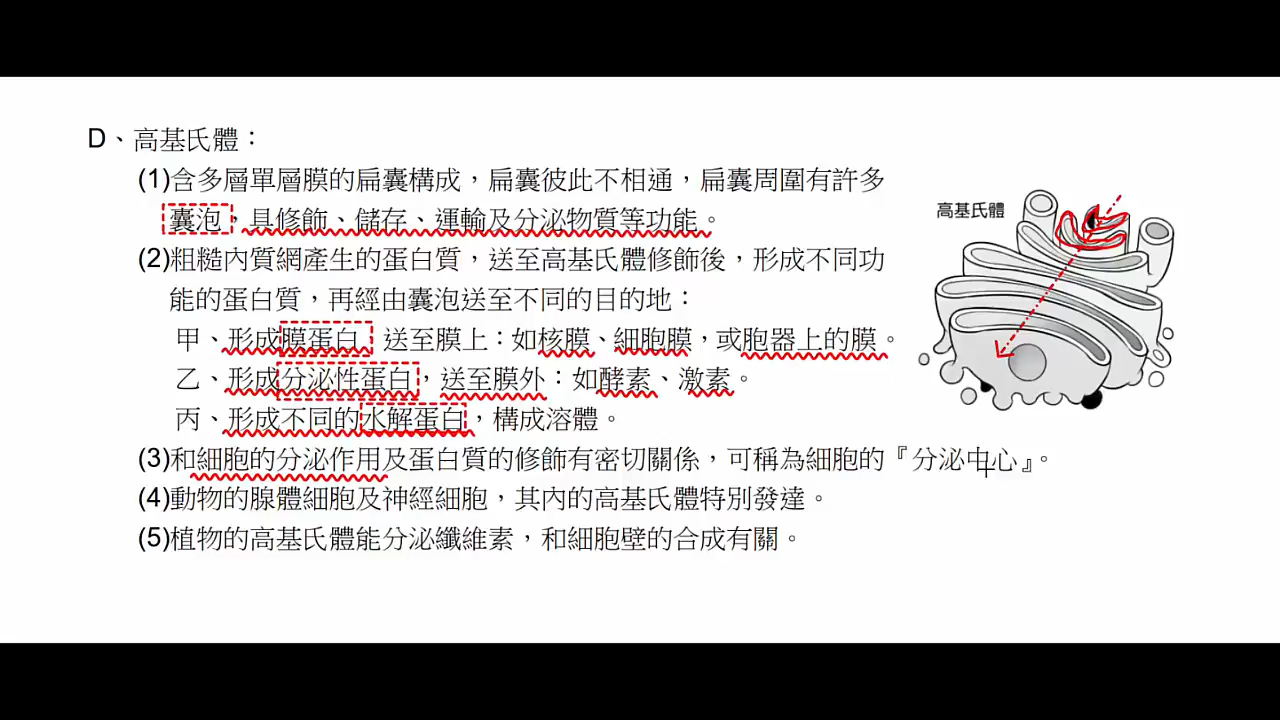 D、高基氏體：
(1)含多層單層膜的扁囊構成，扁囊彼此不相通，扁囊周圍有許多
囊泡，具修飾、儲存、運輸及分泌物質等功能。
高基氏體
(2)粗糙內質網產生的蛋白質，送至高基氏體修飾後，形成不同功
能的蛋白質，再經由囊泡送至不同的目的地：
甲、形成膜蛋白，送至膜上：如核膜、細胞膜，或胞器上的膜。
乙、形成分泌性蛋白，送至膜外：如酵素、激素。
丙、形成不同的水解蛋白，構成溶體。
(3)和細胞的分泌作用及蛋白質的修飾有密切關係，可稱為細胞的『分泌中心』。
(4)動物的腺體細胞及神經細胞，其內的高基氏體特別發達。
(5)植物的高基氏體能分泌纖維素，和細胞壁的合成有關。